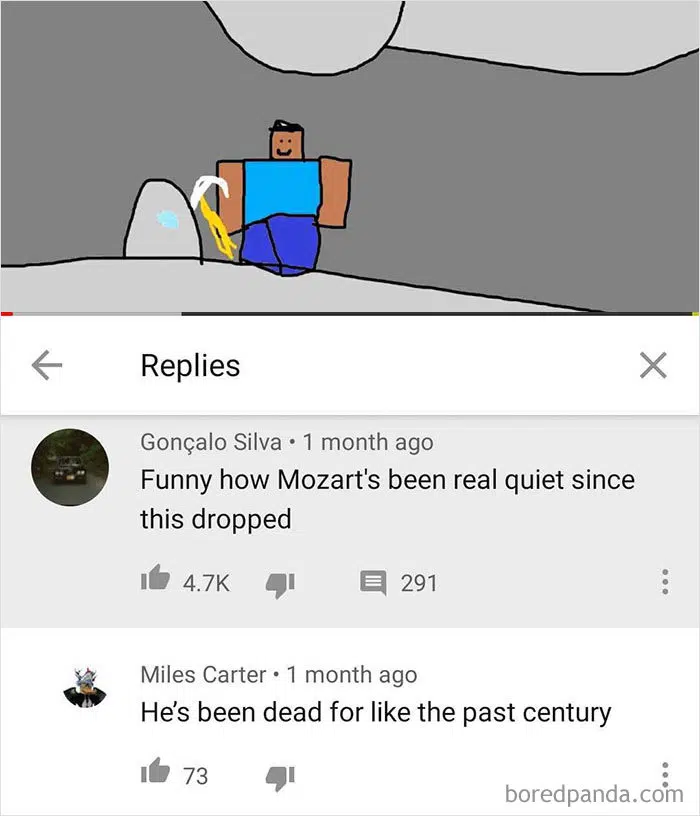 Replies
Gonçalo Silva • 1 month ago
Funny how Mozart's been real quiet since
this dropped
4.7K 291
Miles Carter • 1 month ago
He’s been dead for like the past century
73
boredpanda.com